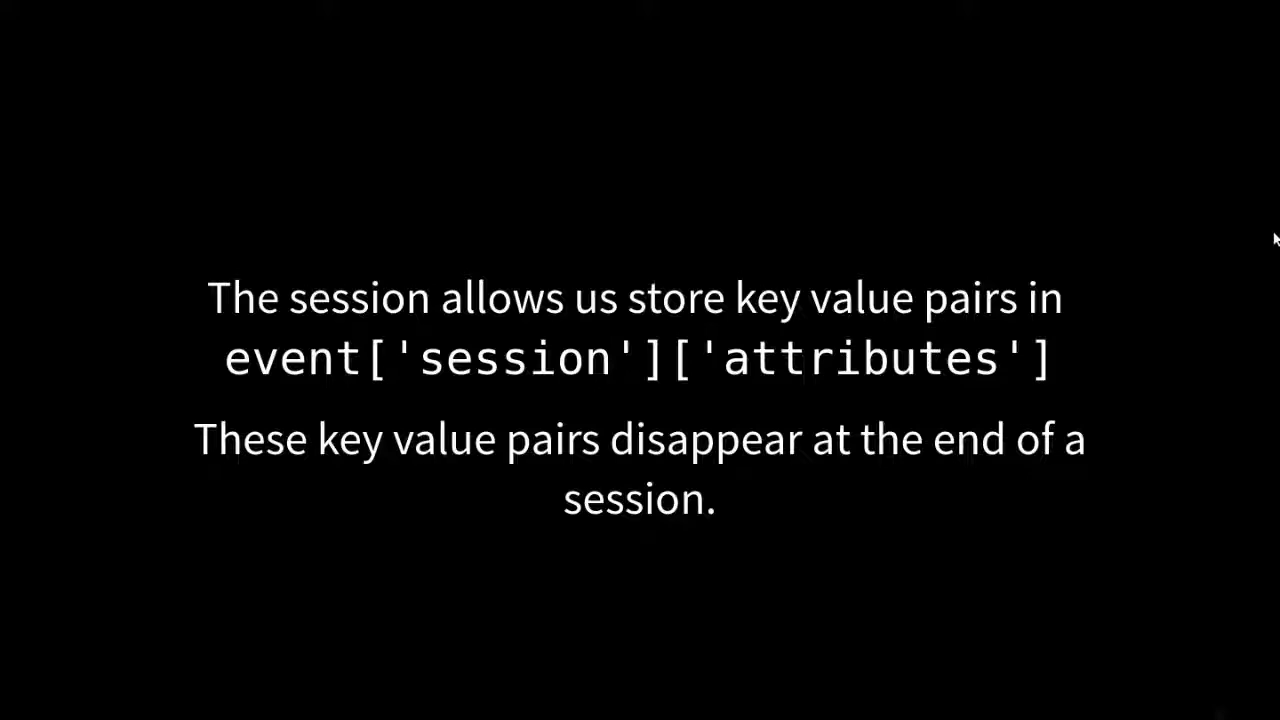 The session allows us store key value pairs in
event['session']['attributes']
These key value pairs disappear at the end of a
session.